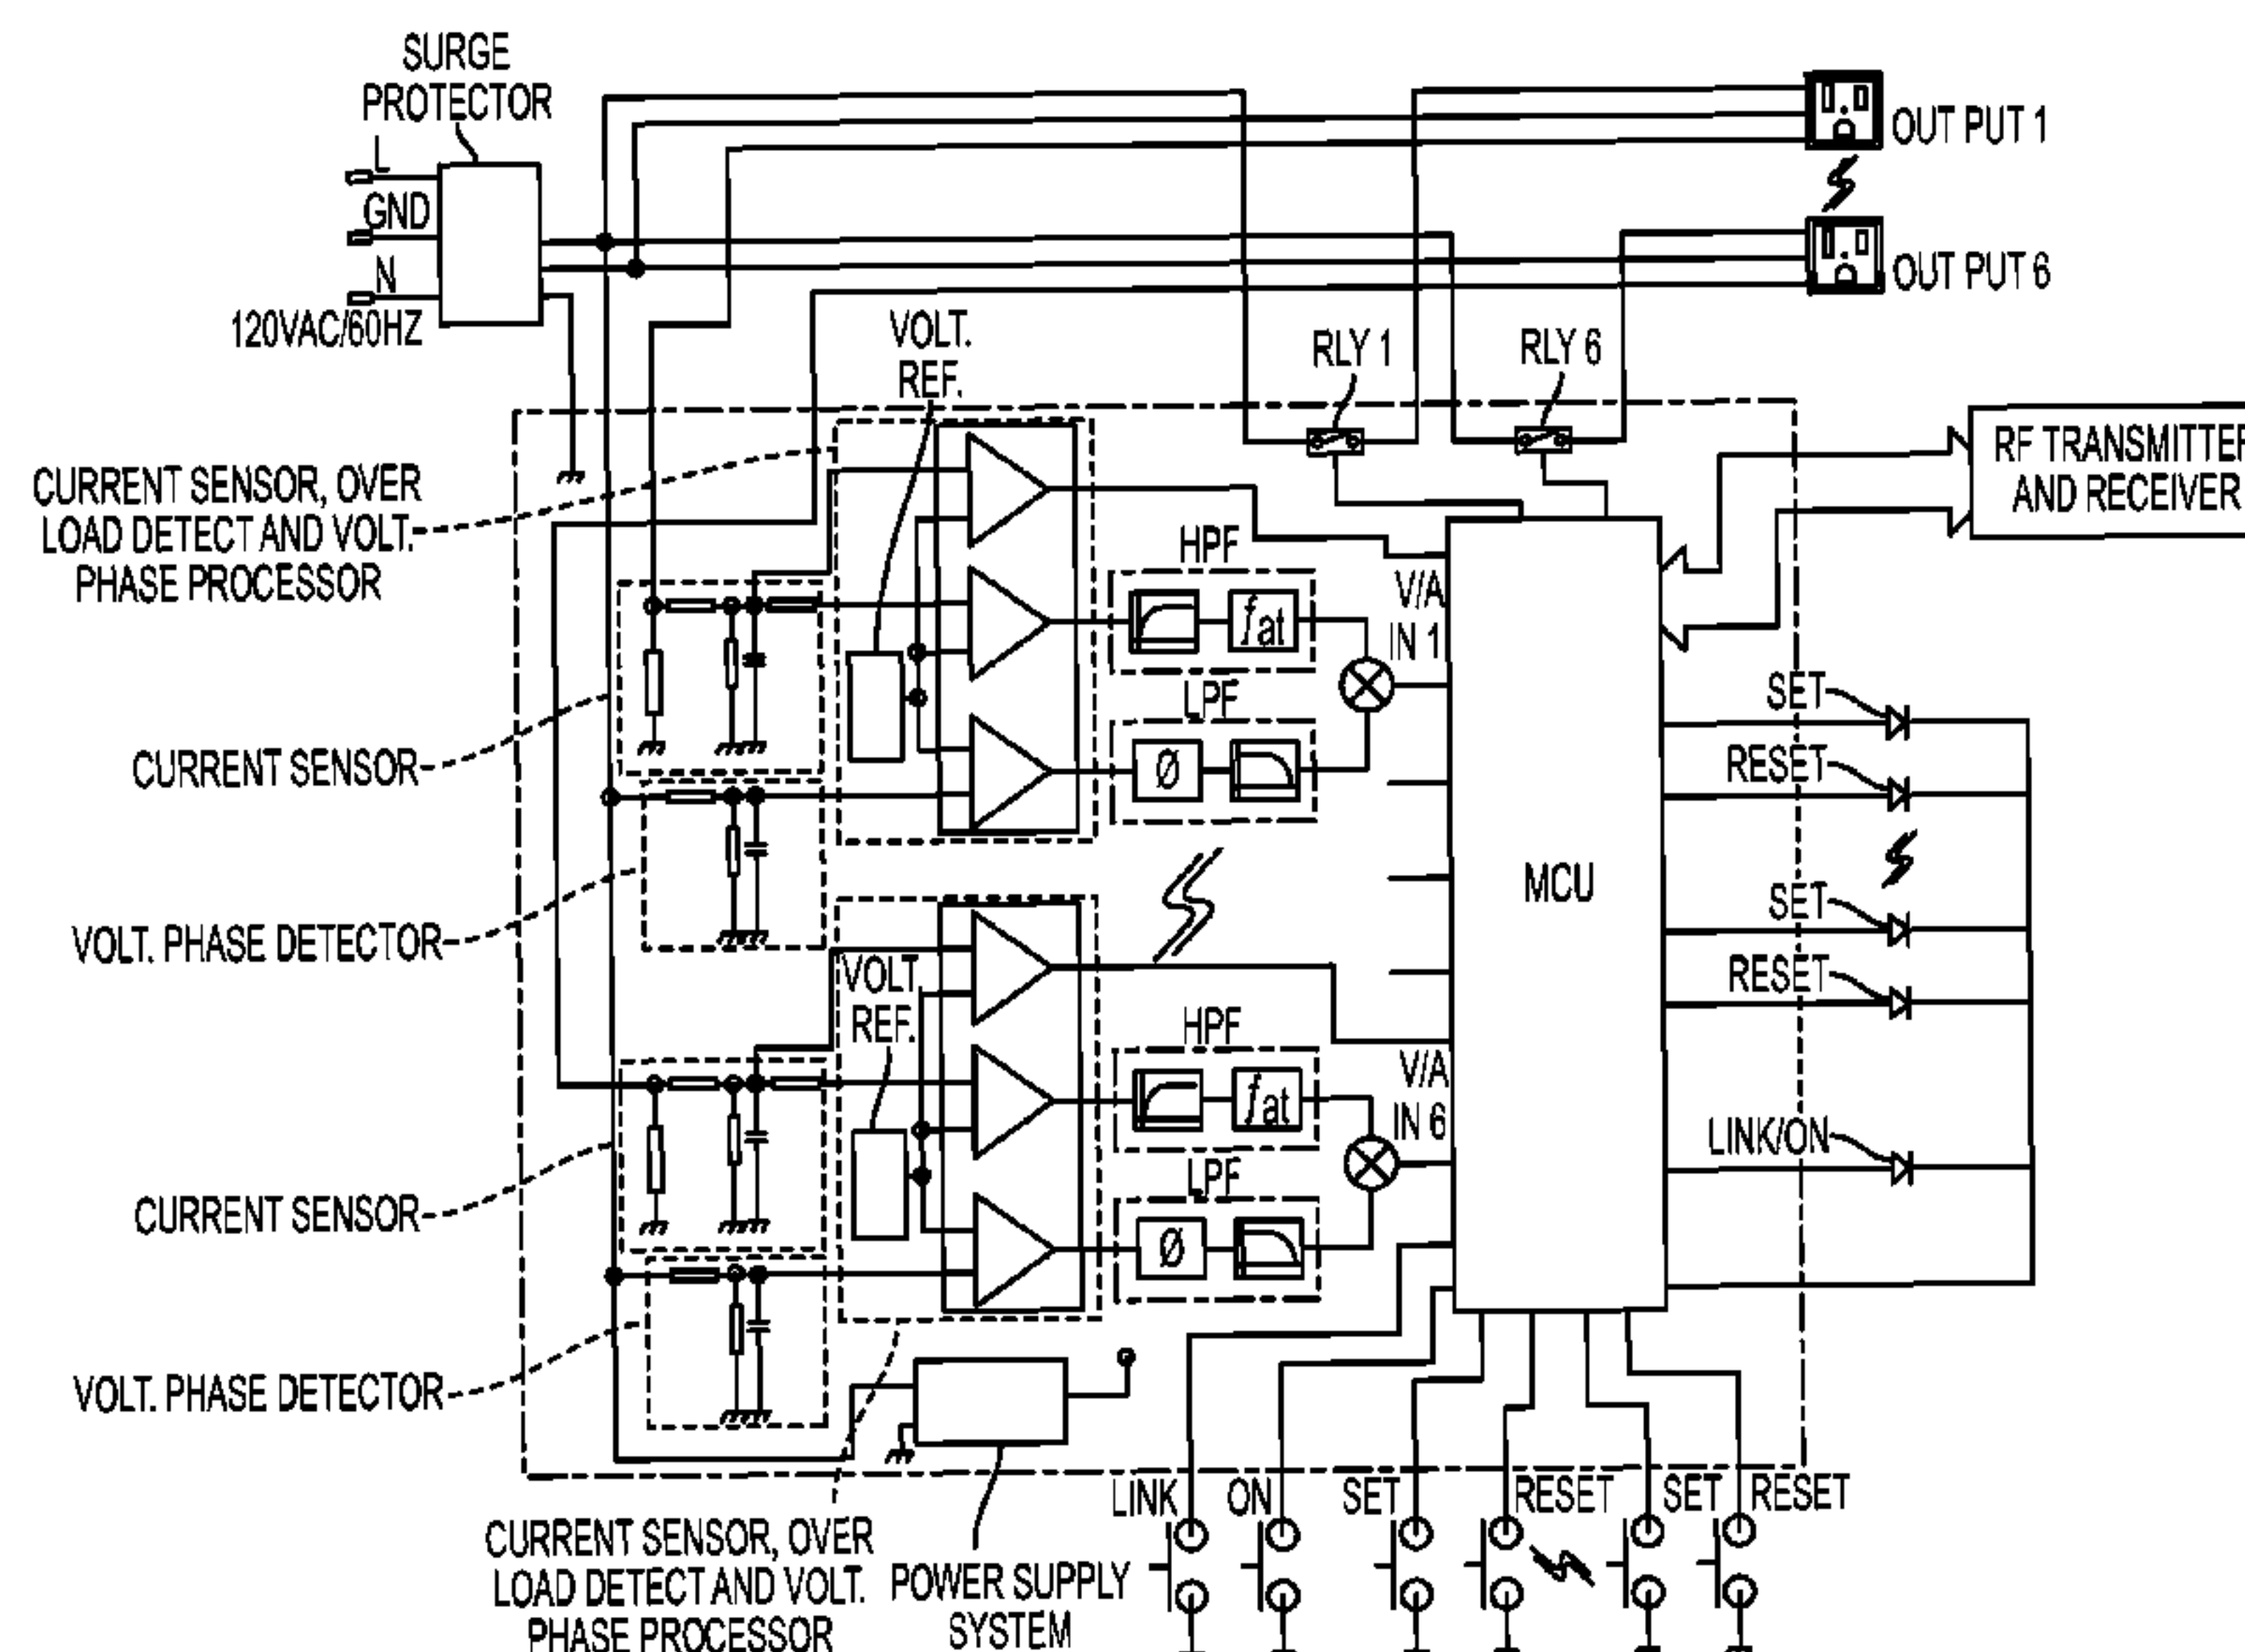 SURGE
PROTECTOR
L
GND
N
120VAC/60HZ
OUT PUT 1
OUT PUT 6
VOLT.
REF.
RLY 1
RLY 6
RF TRANSMITTER
AND RECEIVER
CURRENT SENSOR, OVER
LOAD DETECT AND VOLT.
PHASE PROCESSOR
HPF
fat
V/A
IN 1
LPF
Ø
CURRENT SENSOR
VOLT. PHASE DETECTOR
MCU
SET
RESET
SET
RESET
LINK/ON
VOLT.
REF.
HPF
fat
V/A
IN 6
LPF
Ø
CURRENT SENSOR
VOLT. PHASE DETECTOR
CURRENT SENSOR, OVER
LOAD DETECT AND VOLT.
PHASE PROCESSOR
POWER SUPPLY
SYSTEM
LINK
ON
SET
RESET
SET
RESET